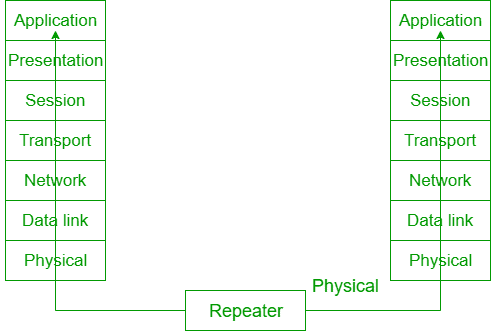 Application
Presentation
Session
Transport
Network
Data link
Physical
Application
Presentation
Session
Transport
Network
Data link
Physical
Physical
Repeater